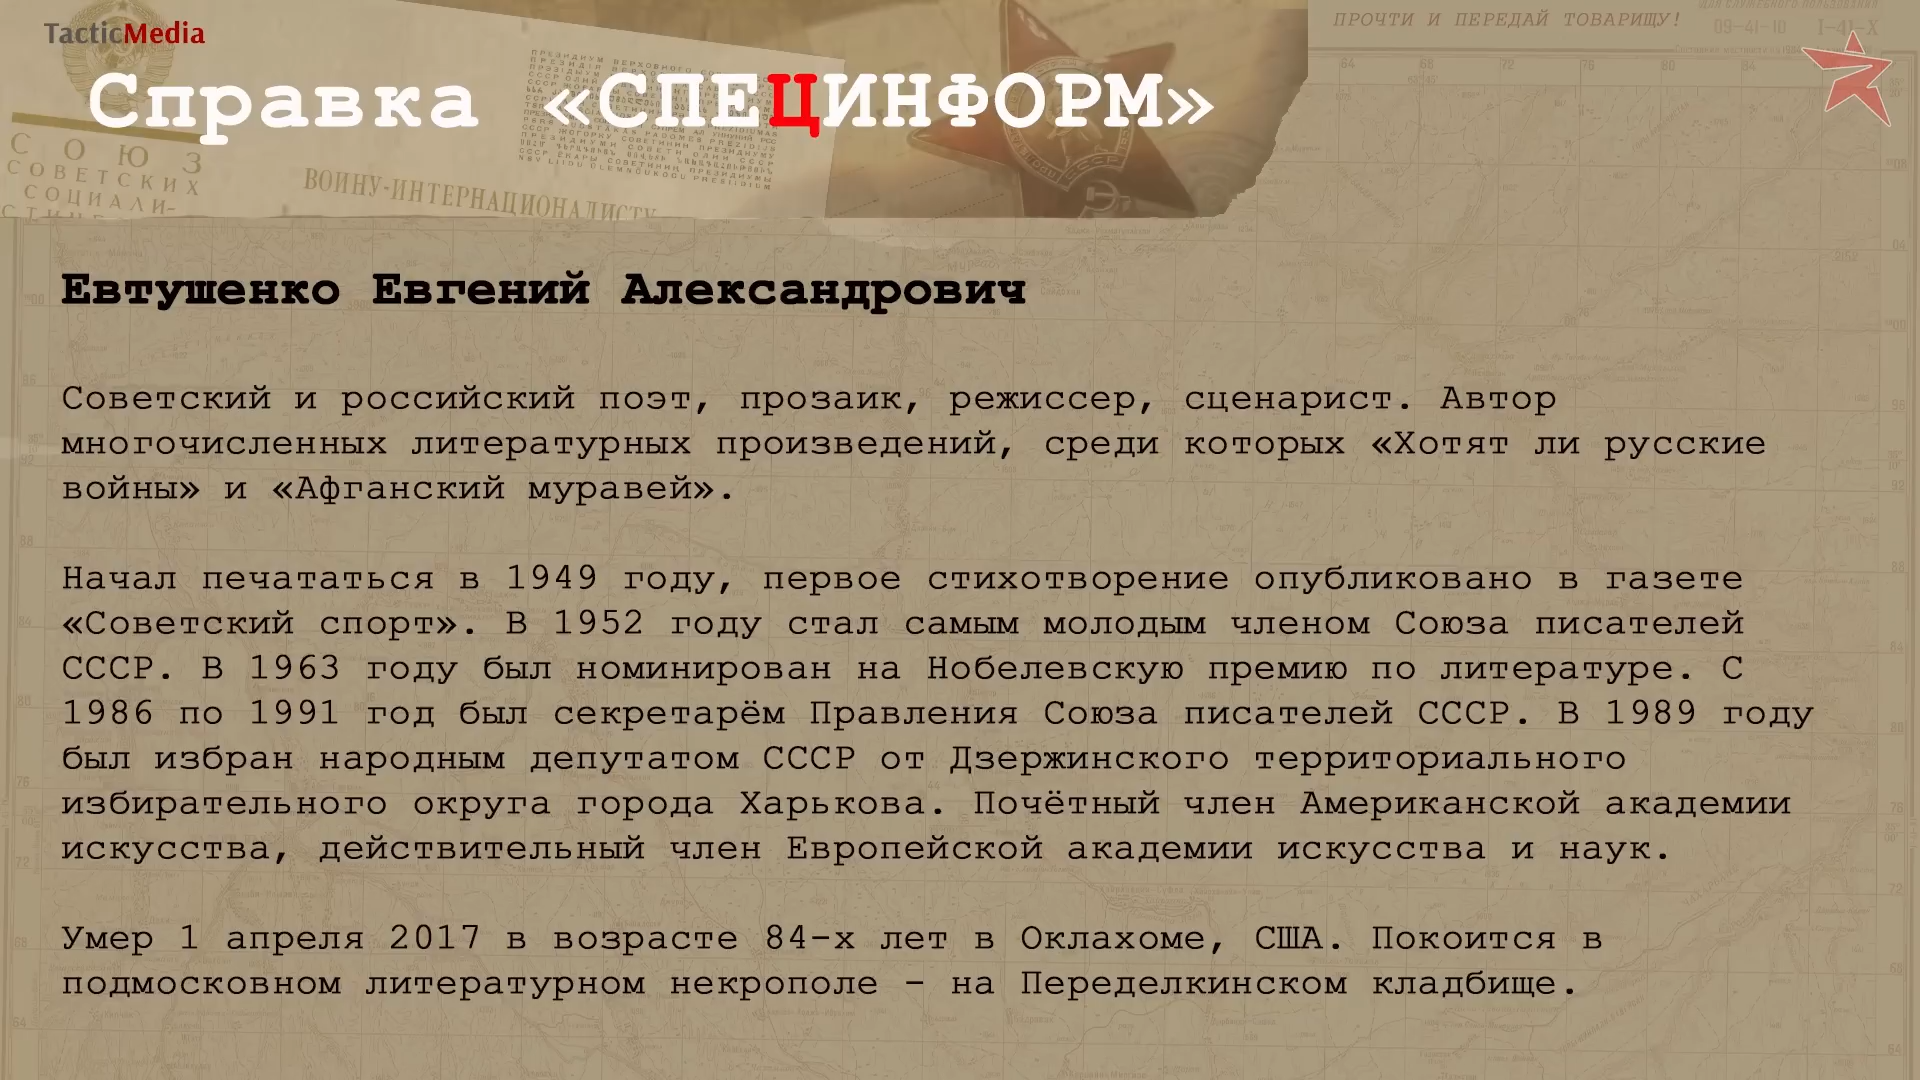 TacticMedia
ПРОЧТИ И ПЕРЕДАЙ ТОВАРИЩУ!
Справка «СПЕЦИНФОРМ»
СОЮЗ
СОВЕТСКИХ
СОЦИАЛИ-
ВОИНУ-ИНТЕРНАЦИОНАЛИСТУ
Евтушенко Евгений Александрович
Советский и российский поэт, прозаик, режиссер, сценарист. Автор
многочисленных литературных произведений, среди которых «Хотят ли русские
войны» и «Афганский муравей».
Начал печататься в 1949 году, первое стихотворение опубликовано в газете
«Советский спорт». В 1952 году стал самым молодым членом Союза писателей
СССР. В 1963 году был номинирован на Нобелевскую премию по литературе. С
1986 по 1991 год был секретарём Правления Союза писателей СССР. В 1989 году
был избран народным депутатом СССР от Дзержинского территориального
избирательного округа города Харькова. Почётный член Американской академии
искусства, действительный член Европейской академии искусства и наук.
Умер 1 апреля 2017 в возрасте 84-х лет в Оклахоме, США. Покоится в
подмосковном литературном некрополе – на Переделкинском кладбище.